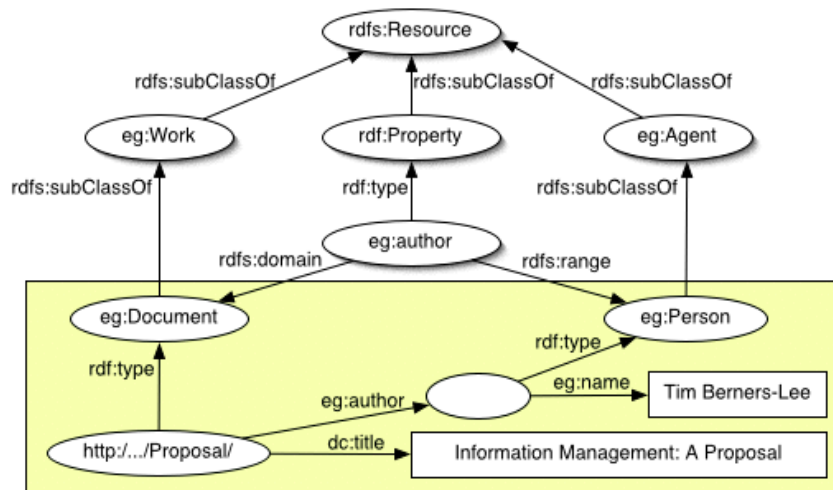 rdfs:Resource
rdfs:subClassOf
rdfs:subClassOf
rdfs:subClassOf
eg:Work
rdf:Property
eg:Agent
rdfs:subClassOf
rdf:type
rdfs:subClassOf
eg:author
rdfs:domain
rdfs:range
eg:Document
eg:Person
rdf:type
rdf:type
eg:name
Tim Berners-Lee
eg:author
http:/.../Proposal/
dc:title
Information Management: A Proposal